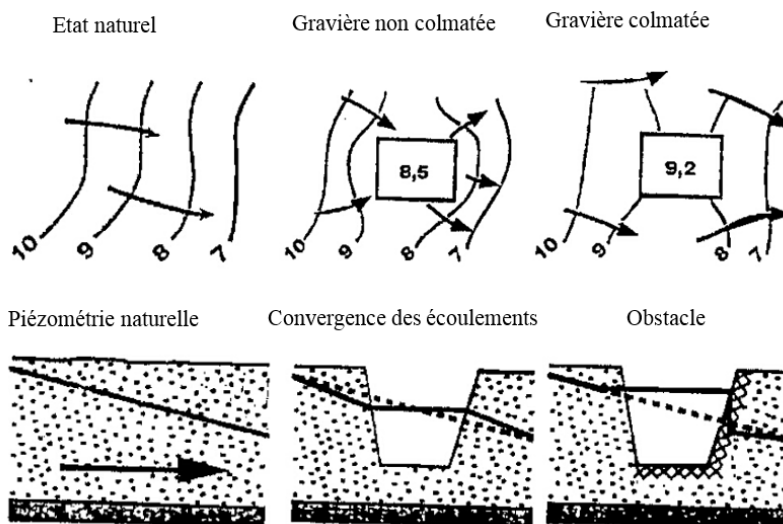 Etat naturel
Gravière non colmatée
Gravière colmatée
8,5
9,2
10 9 8 7
10 9 8 7
10 9 8 7
Piézométrie naturelle
Convergence des écoulements
Obstacle